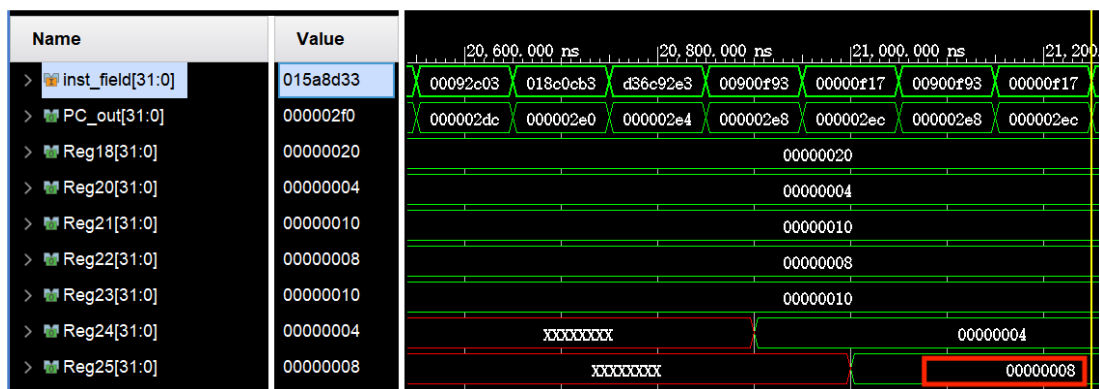 Name Value
20,600.000 ns 20,800.000 ns 21,000.000 ns 21,200.
inst_field[31:0] 015a8d33 00092c03 018c0cb3 d36c92e3 00900f93 00000f17 00900f93 00000f17
PC_out[31:0] 000002f0 000002dc 000002e0 000002e4 000002e8 000002ec 000002e8 000002ec
Reg18[31:0] 00000020 00000020
Reg20[31:0] 00000004 00000004
Reg21[31:0] 00000010 00000010
Reg22[31:0] 00000008 00000008
Reg23[31:0] 00000010 00000010
Reg24[31:0] 00000004 XXXXXXXX 00000004
Reg25[31:0] 00000008 XXXXXXXX 00000008